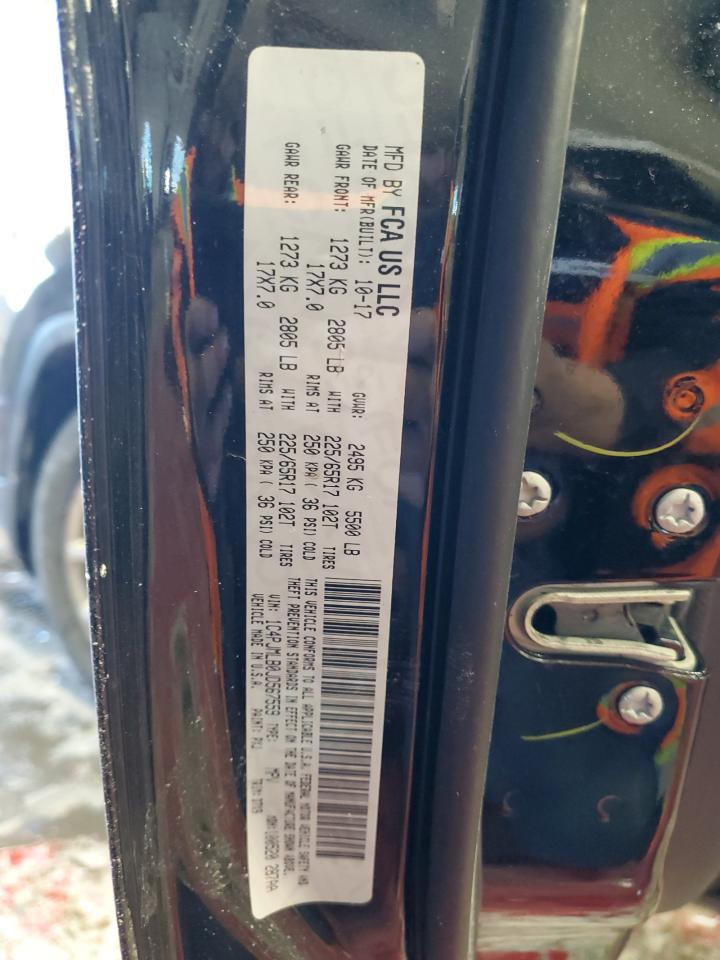 MFD BY FCA US LLC
DATE OF MFR(BUILT): 10-17 GVWR: 2495 KG 5500 LB
GAWR FRONT: 1273 KG 2805 LB WITH 225/65R17 102T TIRES
17X7.0 RIMS AT 250 KPA ( 36 PSI) COLD
GAWR REAR: 1273 KG 2805 LB WITH 225/65R17 102T TIRES
17X7.0 RIMS AT 250 KPA ( 36 PSI) COLD
THIS VEHICLE CONFORMS TO ALL APPLICABLE U.S.A. FEDERAL MOTOR VEHICLE SAFETY AND
THEFT PREVENTION STANDARDS IN EFFECT ON THE DATE OF MANUFACTURE SHOWN ABOVE.
VIN: 1C4PJMLB0JD567559 TYPE: MPV
VEHICLE MADE IN U.S.A. PAINT: PXJ TRIM: